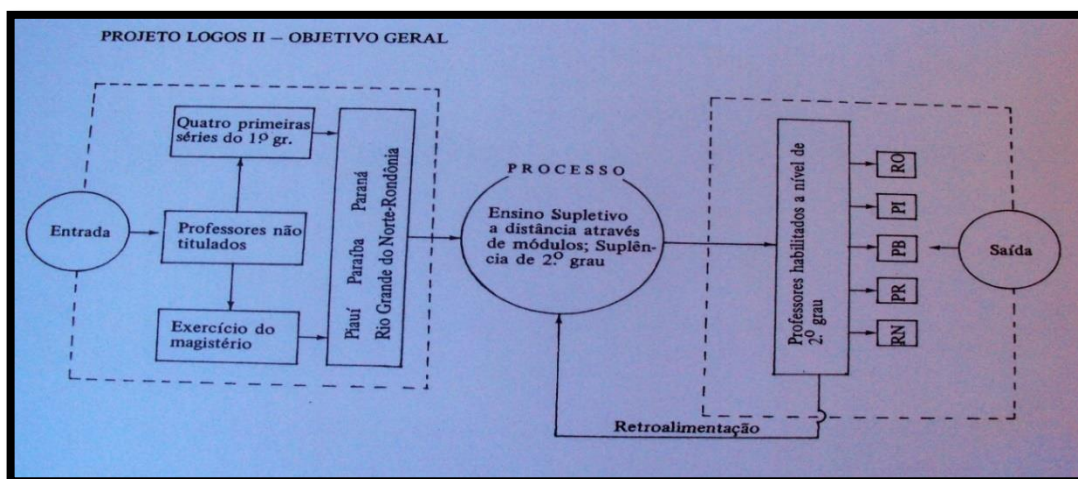 PROJETO LOGOS II — OBJETIVO GERAL
Entrada
Quatro primeiras
séries do 1º gr.
Professores não
titulados
Exercício do
magistério
Piauí Paraíba Paraná
Rio Grande do Norte-Rondônia
PROCESSO
Ensino Supletivo
a distância através
de módulos; Suplên-
cia de 2.º grau
Professores habilitados a nível de
2.º grau
RO
PI
PB
PR
RN
Saída
Retroalimentação